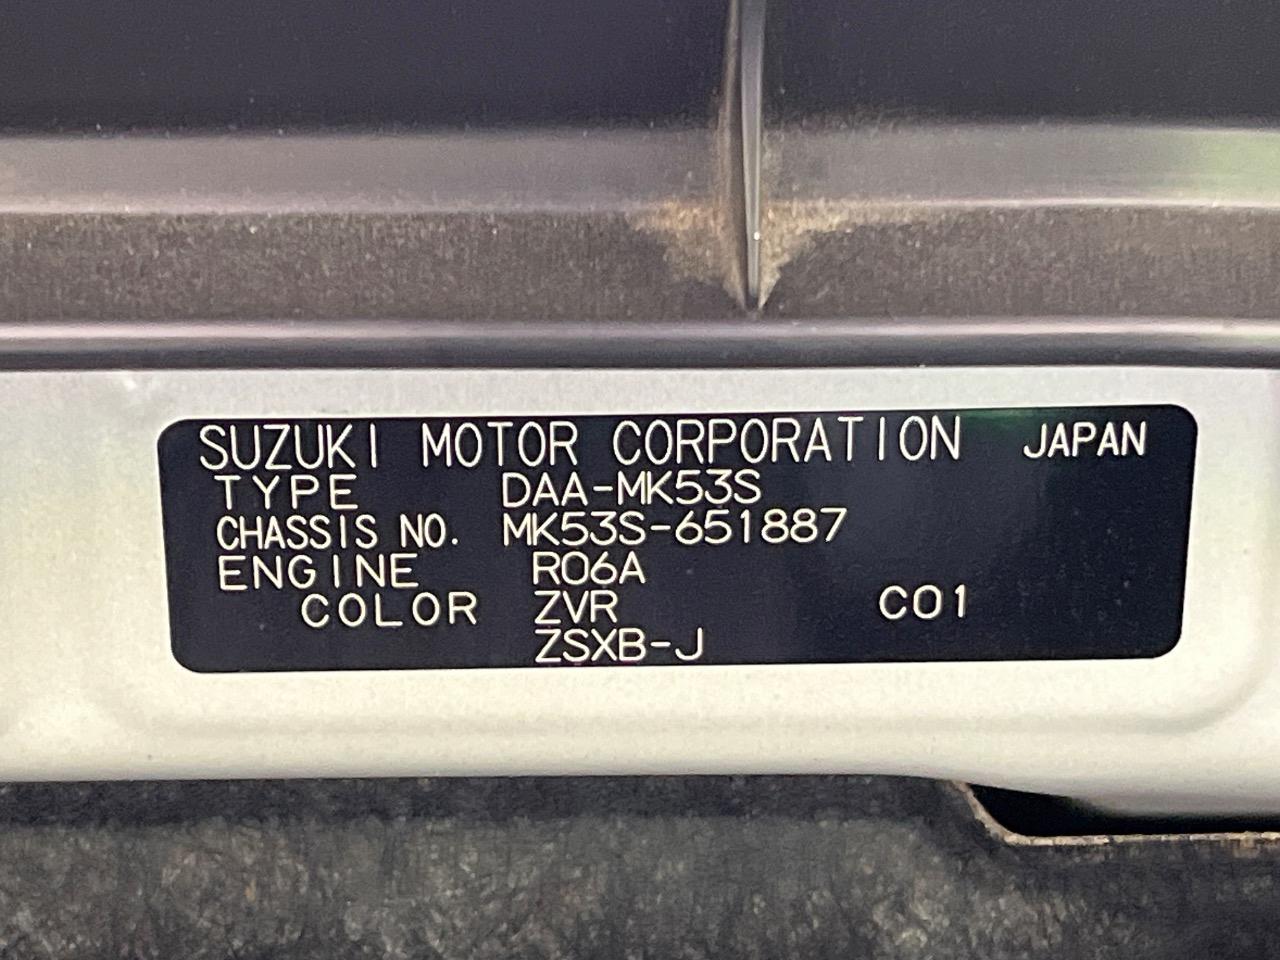 SUZUKI MOTOR CORPORATION JAPAN
TYPE DAA-MK53S
CHASSIS NO. MK53S-651887
ENGINE R06A
COLOR ZVR C01
ZSXB-J